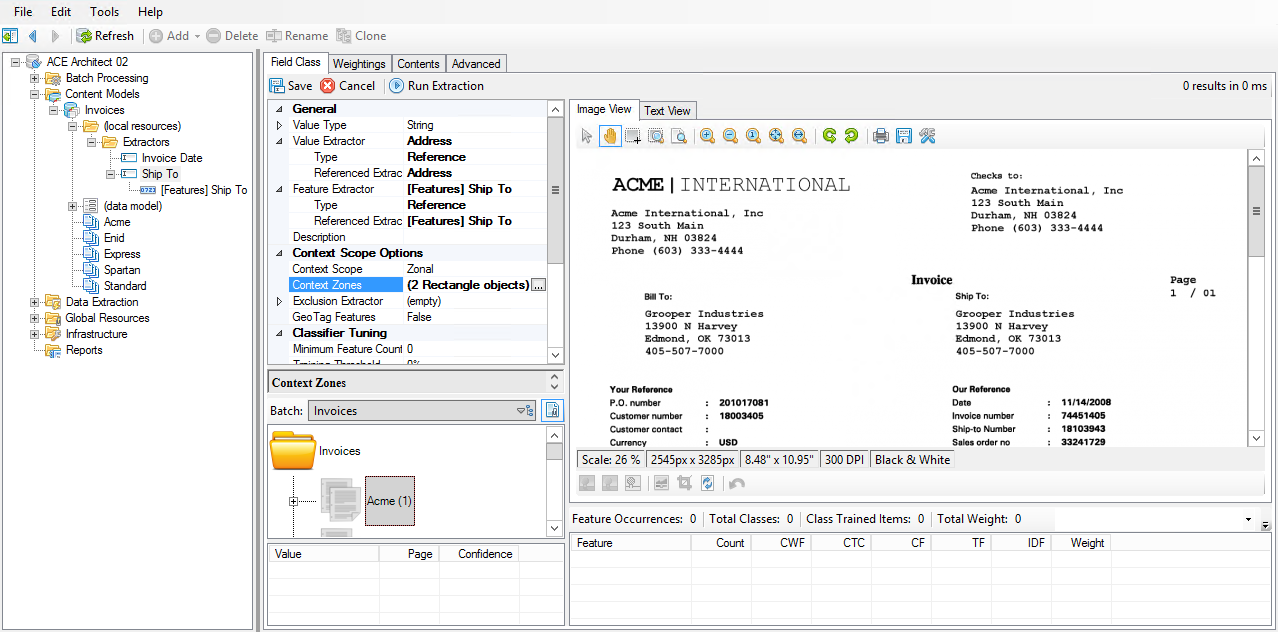 File Edit Tools Help
Refresh Add Delete Rename Clone
ACE Architect 02
Batch Processing
Content Models
Invoices
(local resources)
Extractors
Invoice Date
Ship To
[Features] Ship To
(data model)
Acme
Enid
Express
Spartan
Standard
Data Extraction
Global Resources
Infrastructure
Reports
Field Class Weightings Contents Advanced
Save Cancel Run Extraction 0 results in 0 ms
General
Value Type String
Value Extractor Address
Type Reference
Referenced Extrac Address
Feature Extractor [Features] Ship To
Type Reference
Referenced Extrac [Features] Ship To
Description
Context Scope Options
Context Scope Zonal
Context Zones (2 Rectangle objects) ...
Exclusion Extractor (empty)
GeoTag Features False
Classifier Tuning
Minimum Feature Count 0
Training Threshold 0%
Context Zones
Batch: Invoices
Invoices
Acme (1)
Value Page Confidence
Image View Text View
ACME | INTERNATIONAL
Acme International, Inc
123 South Main
Durham, NH 03824
Phone (603) 333-4444
Checks to:
Acme International, Inc
123 South Main
Durham, NH 03824
Phone (603) 333-4444
Invoice
Page
1 / 01
Bill To:
Grooper Industries
13900 N Harvey
Edmond, OK 73013
405-507-7000
Ship To:
Grooper Industries
13900 N Harvey
Edmond, OK 73013
405-507-7000
Your Reference
P.O. number : 201017081
Customer number : 18003405
Customer contact :
Currency : USD
Our Reference
Date : 11/14/2008
Invoice number : 74451405
Ship-to Number : 18103943
Sales order no : 33241729
Scale: 26 % 2545px x 3285px 8.48" x 10.95" 300 DPI Black & White
Feature Occurrences: 0 Total Classes: 0 Class Trained Items: 0 Total Weight: 0
Feature Count CWF CTC CF TF IDF Weight